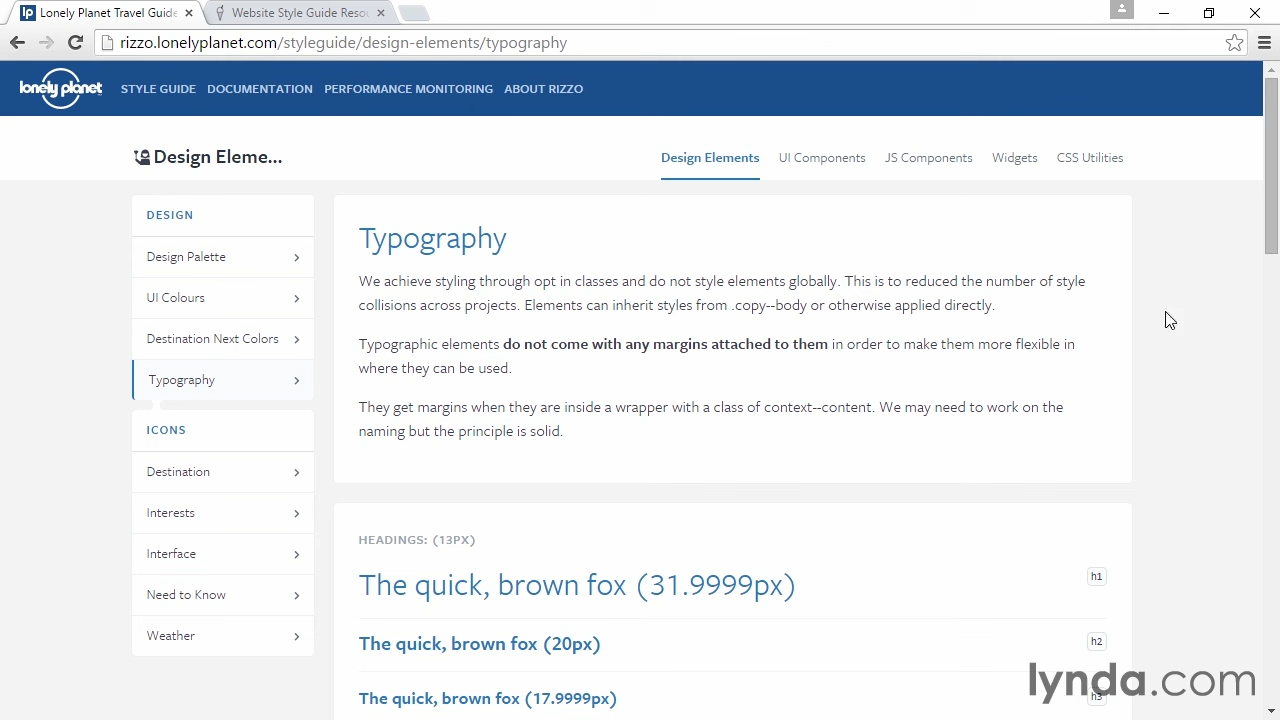 Lonely Planet Travel Guide
Website Style Guide Reso
rizzo.lonelyplanet.com/styleguide/design-elements/typography
lonely planet
STYLE GUIDE DOCUMENTATION PERFORMANCE MONITORING ABOUT RIZZO
Design Eleme...
Design Elements UI Components JS Components Widgets CSS Utilities
DESIGN
Design Palette
UI Colours
Destination Next Colors
Typography
ICONS
Destination
Interests
Interface
Need to Know
Weather
Typography
We achieve styling through opt in classes and do not style elements globally. This is to reduced the number of style
collisions across projects. Elements can inherit styles from .copy--body or otherwise applied directly.
Typographic elements do not come with any margins attached to them in order to make them more flexible in
where they can be used.
They get margins when they are inside a wrapper with a class of context--content. We may need to work on the
naming but the principle is solid.
HEADINGS: (13PX)
The quick, brown fox (31.9999px) h1
The quick, brown fox (20px) h2
The quick, brown fox (17.9999px) h3
lynda.com